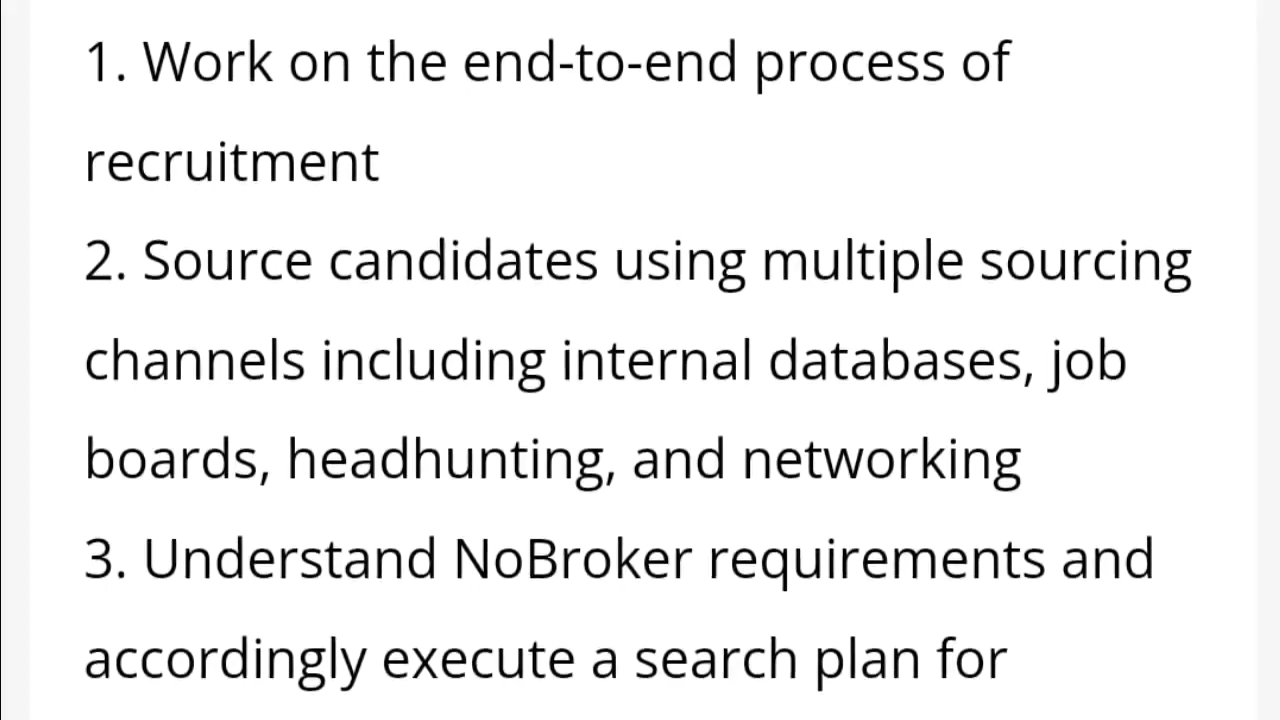 1. Work on the end-to-end process of
recruitment
2. Source candidates using multiple sourcing
channels including internal databases, job
boards, headhunting, and networking
3. Understand NoBroker requirements and
accordingly execute a search plan for